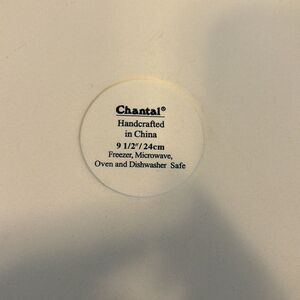 Chantal®
Handcrafted
in China
9 1/2"/24cm
Freezer, Microwave,
Oven and Dishwasher Safe